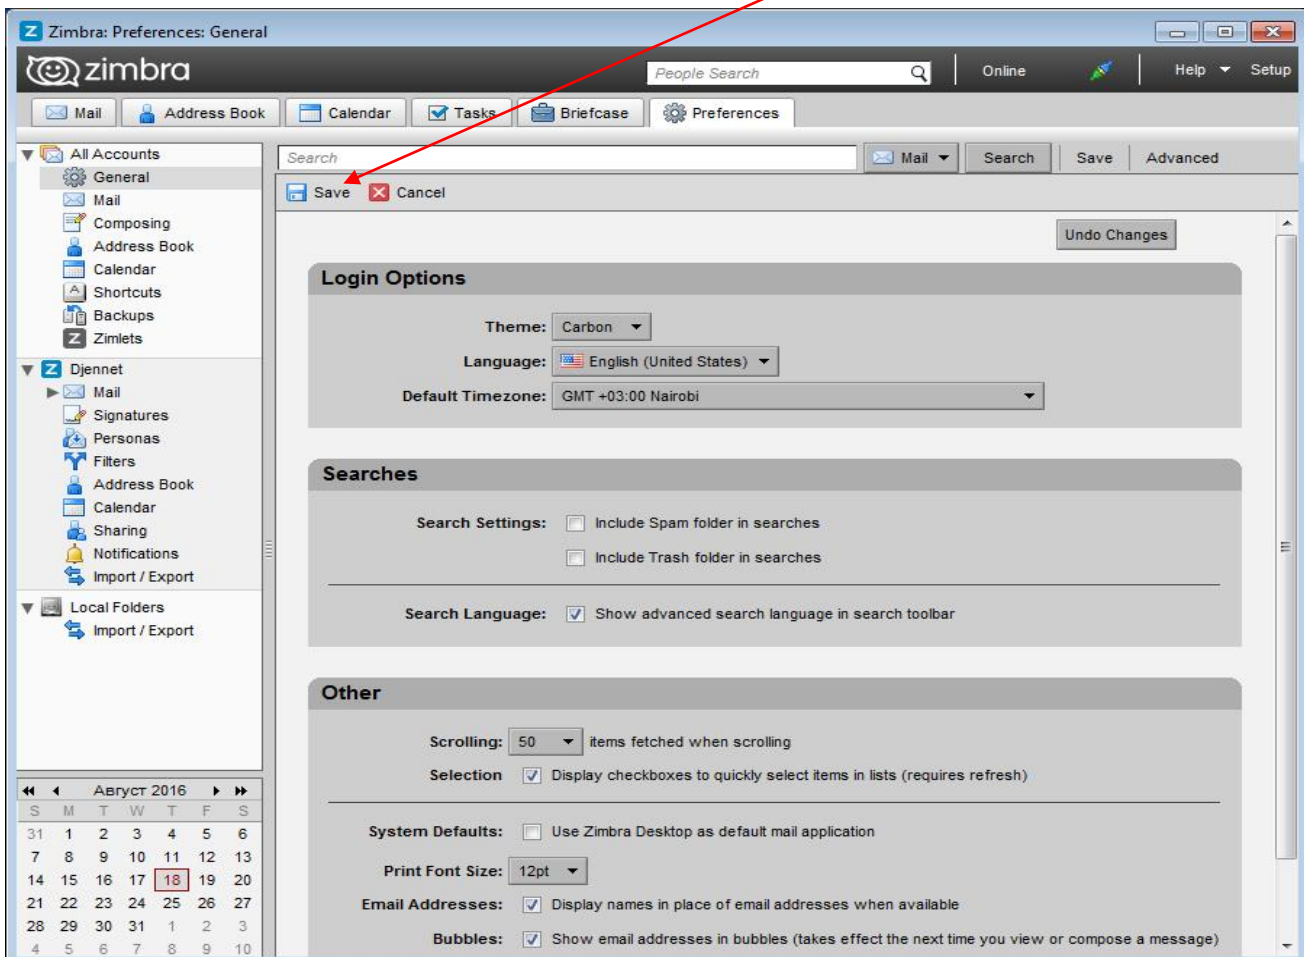 Zimbra: Preferences: General
zimbra
People Search
Online
Help
Setup
Mail
Address Book
Calendar
Tasks
Briefcase
Preferences
All Accounts
General
Mail
Composing
Address Book
Calendar
Shortcuts
Backups
Zimlets
Djennet
Mail
Signatures
Personas
Filters
Address Book
Calendar
Sharing
Notifications
Import / Export
Local Folders
Import / Export
Август 2016
S M T W T F S
31 1 2 3 4 5 6
7 8 9 10 11 12 13
14 15 16 17 18 19 20
21 22 23 24 25 26 27
28 29 30 31 1 2 3
4 5 6 7 8 9 10
Search
Mail
Search
Save
Advanced
Save
Cancel
Undo Changes
Login Options
Theme: Carbon
Language: English (United States)
Default Timezone: GMT +03:00 Nairobi
Searches
Search Settings: Include Spam folder in searches
Include Trash folder in searches
Search Language: Show advanced search language in search toolbar
Other
Scrolling: 50 items fetched when scrolling
Selection Display checkboxes to quickly select items in lists (requires refresh)
System Defaults: Use Zimbra Desktop as default mail application
Print Font Size: 12pt
Email Addresses: Display names in place of email addresses when available
Bubbles: Show email addresses in bubbles (takes effect the next time you view or compose a message)